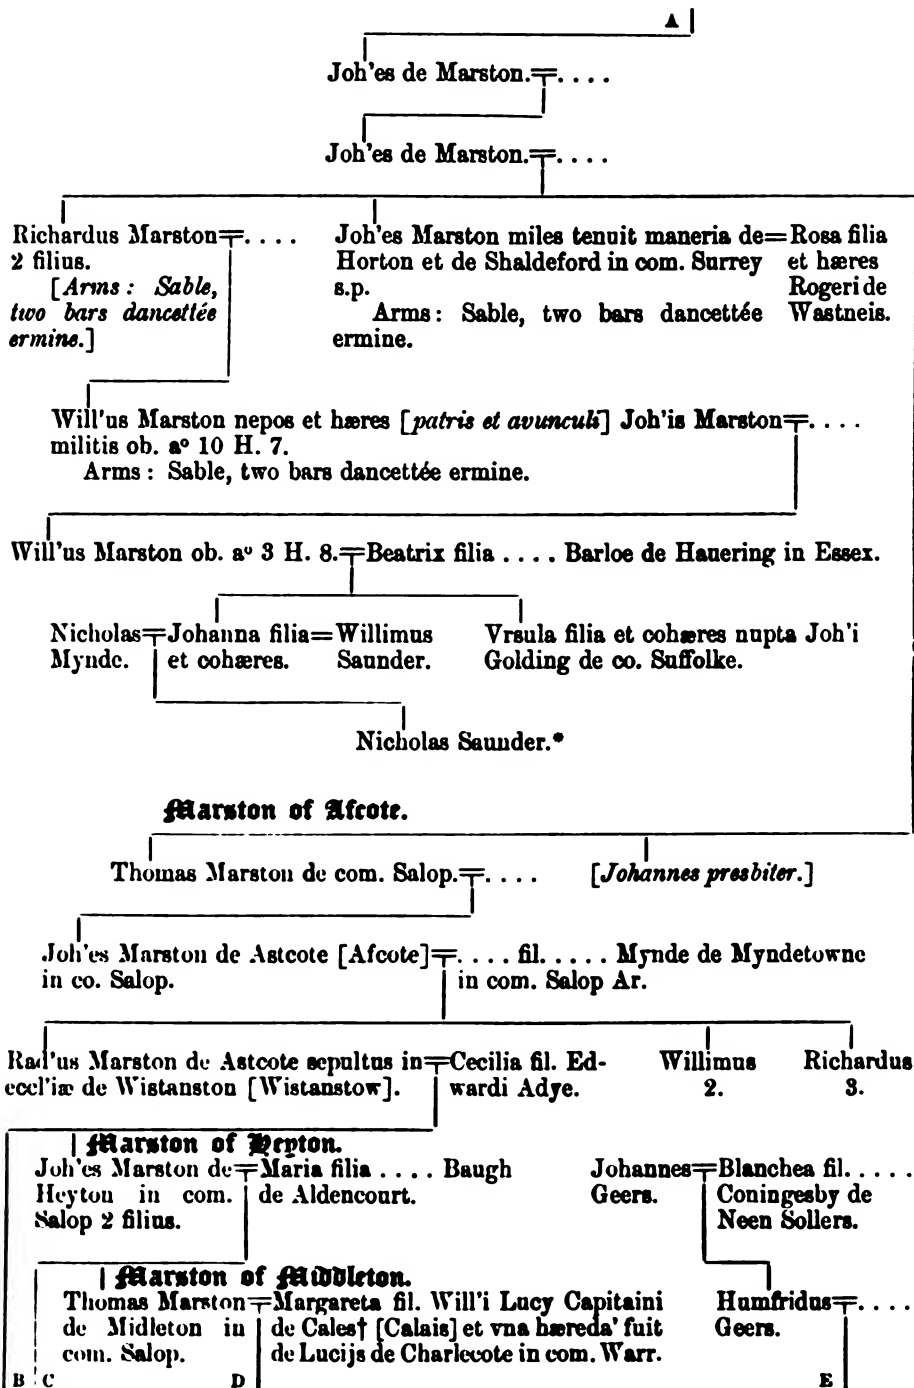 A
Joh'es de Marston.=. . . .
Joh'es de Marston.=. . . .
Richardus Marston=. . . .
2 filius.
[Arms: Sable,
two bars dancettée
ermine.]
Joh'es Marston miles tenuit maneria de=
Horton et de Shaldeford in com. Surrey
s.p.
Arms: Sable, two bars dancettée
ermine.
Rosa filia
et hæres
Rogeri de
Wastneis.
Will'us Marston nepos et hæres [patris et avunculi] Joh'is Marston=. . . .
militis ob. aº 10 H. 7.
Arms: Sable, two bars dancettée ermine.
Will'us Marston ob. aº 3 H. 8.=Beatrix filia . . . . Barloe de Hauering in Essex.
Nicholas=
Mynde.
Johanna filia=
et cohæres.
Willimus
Saunder.
Vrsula filia et cohæres nupta Joh'i
Golding de co. Suffolke.
Nicholas Saunder.*
Marston of Afcote.
Thomas Marston de com. Salop.=. . . .
[Johannes presbiter.]
Joh'es Marston de Astcote [Afcote]=
in co. Salop.
. . . . fil. . . . . Mynde de Myndetowne
in com. Salop Ar.
Rad'us Marston de Astcote sepultus in=
eccl'iæ de Wistanston [Wistanstow].
Cecilia fil. Ed-
wardi Adye.
Willimus
2.
Richardus
3.
Marston of Heyton.
Joh'es Marston de=
Heyton in com.
Salop 2 filius.
Maria filia . . . . Baugh
de Aldencourt.
Johannes=
Geers.
Blanchea fil. . . . .
Coningesby de
Neen Sollers.
Marston of Middleton.
Thomas Marston=
de Midleton in
com. Salop.
Margareta fil. Will'i Lucy Capitaini
de Cales† [Calais] et vna hæreda' fuit
de Lucijs de Charlecote in com. Warr.
Humfridus=. . . .
Geers.
B C D E